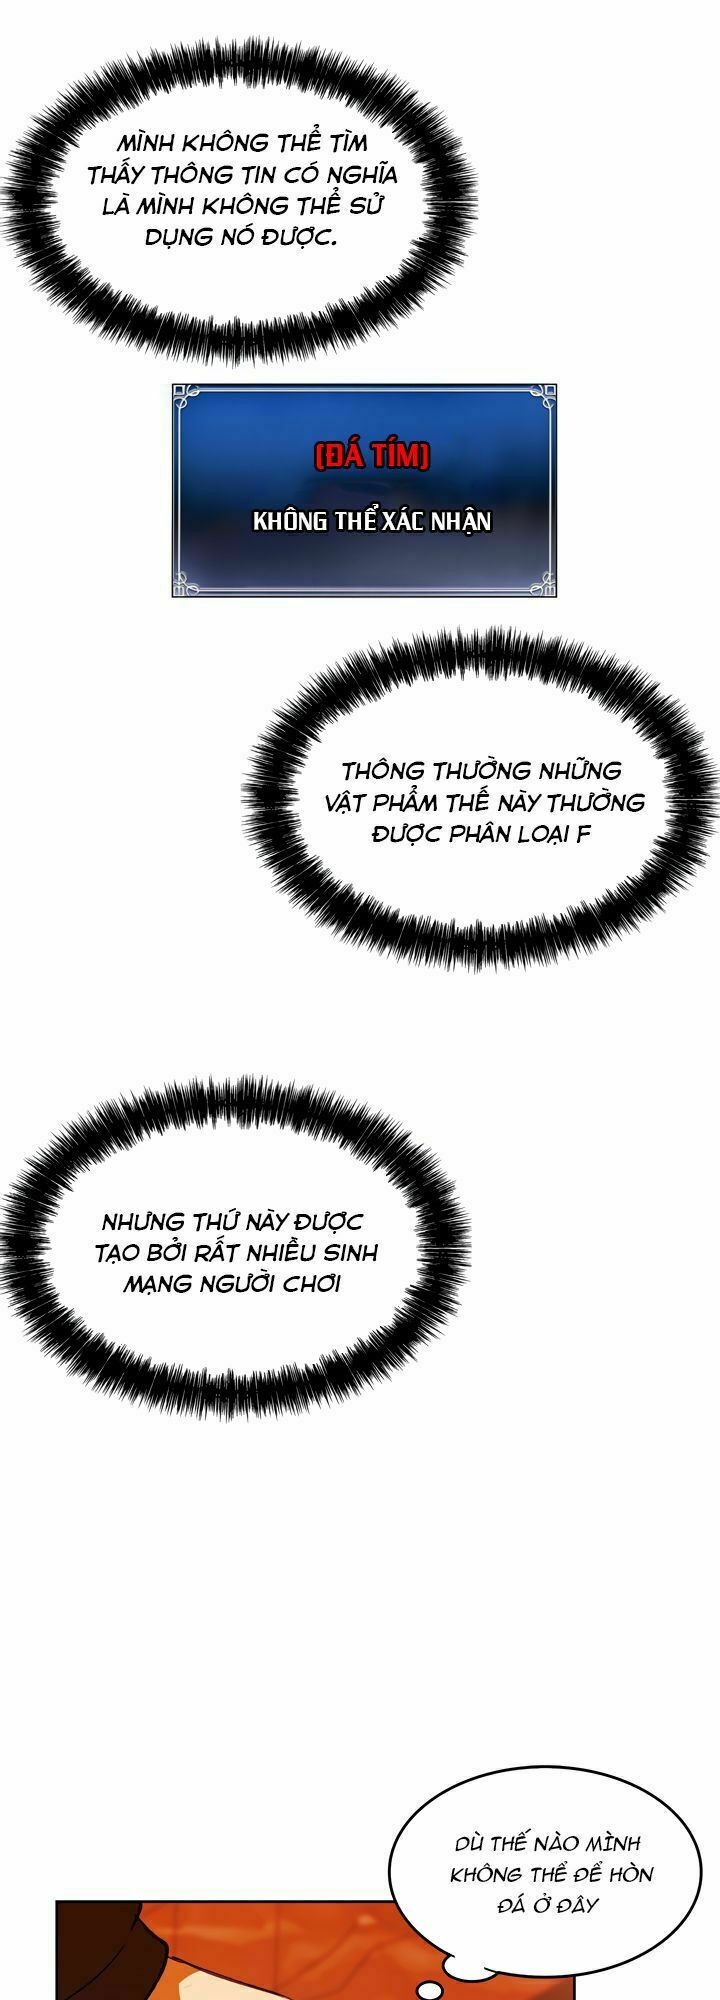 MÌNH KHÔNG THỂ TÌM
THẤY THÔNG TIN CÓ NGHĨA
LÀ MÌNH KHÔNG THỂ SỬ
DỤNG NÓ ĐƯỢC.
(ĐÁ TÍM)
KHÔNG THỂ XÁC NHẬN
THÔNG THƯỜNG NHỮNG
VẬT PHẨM THẾ NÀY THƯỜNG
ĐƯỢC PHÂN LOẠI F
NHƯNG THỨ NÀY ĐƯỢC
TẠO BỞI RẤT NHIỀU SINH
MẠNG NGƯỜI CHƠI
DÙ THẾ NÀO MÌNH
KHÔNG THỂ ĐỂ HÒN
ĐÁ Ở ĐÂY